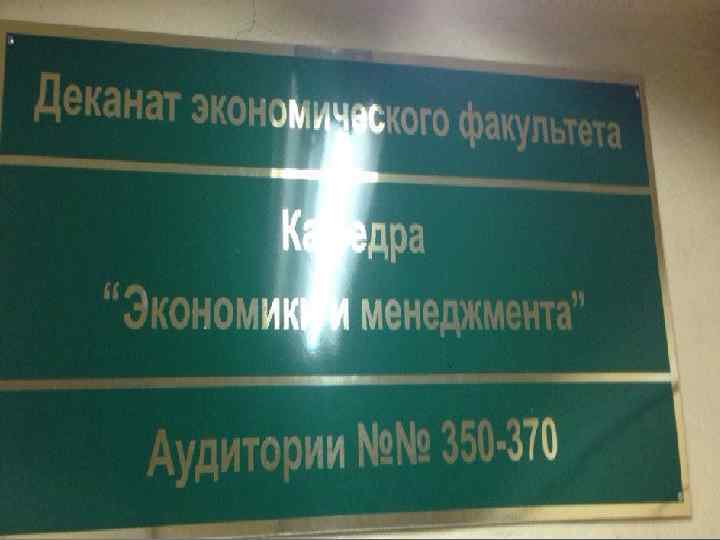 Деканат экономического факультета
Кафедра
“Экономики и менеджмента”
Аудитории №№ 350-370